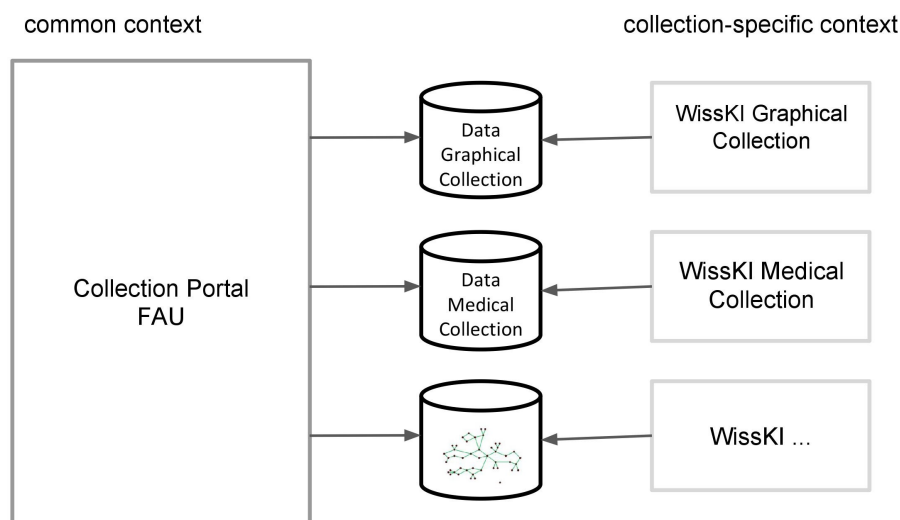 common context
collection-specific context
Collection Portal
FAU
Data
Graphical
Collection
WissKI Graphical
Collection
Data
Medical
Collection
WissKI Medical
Collection
WissKI ...